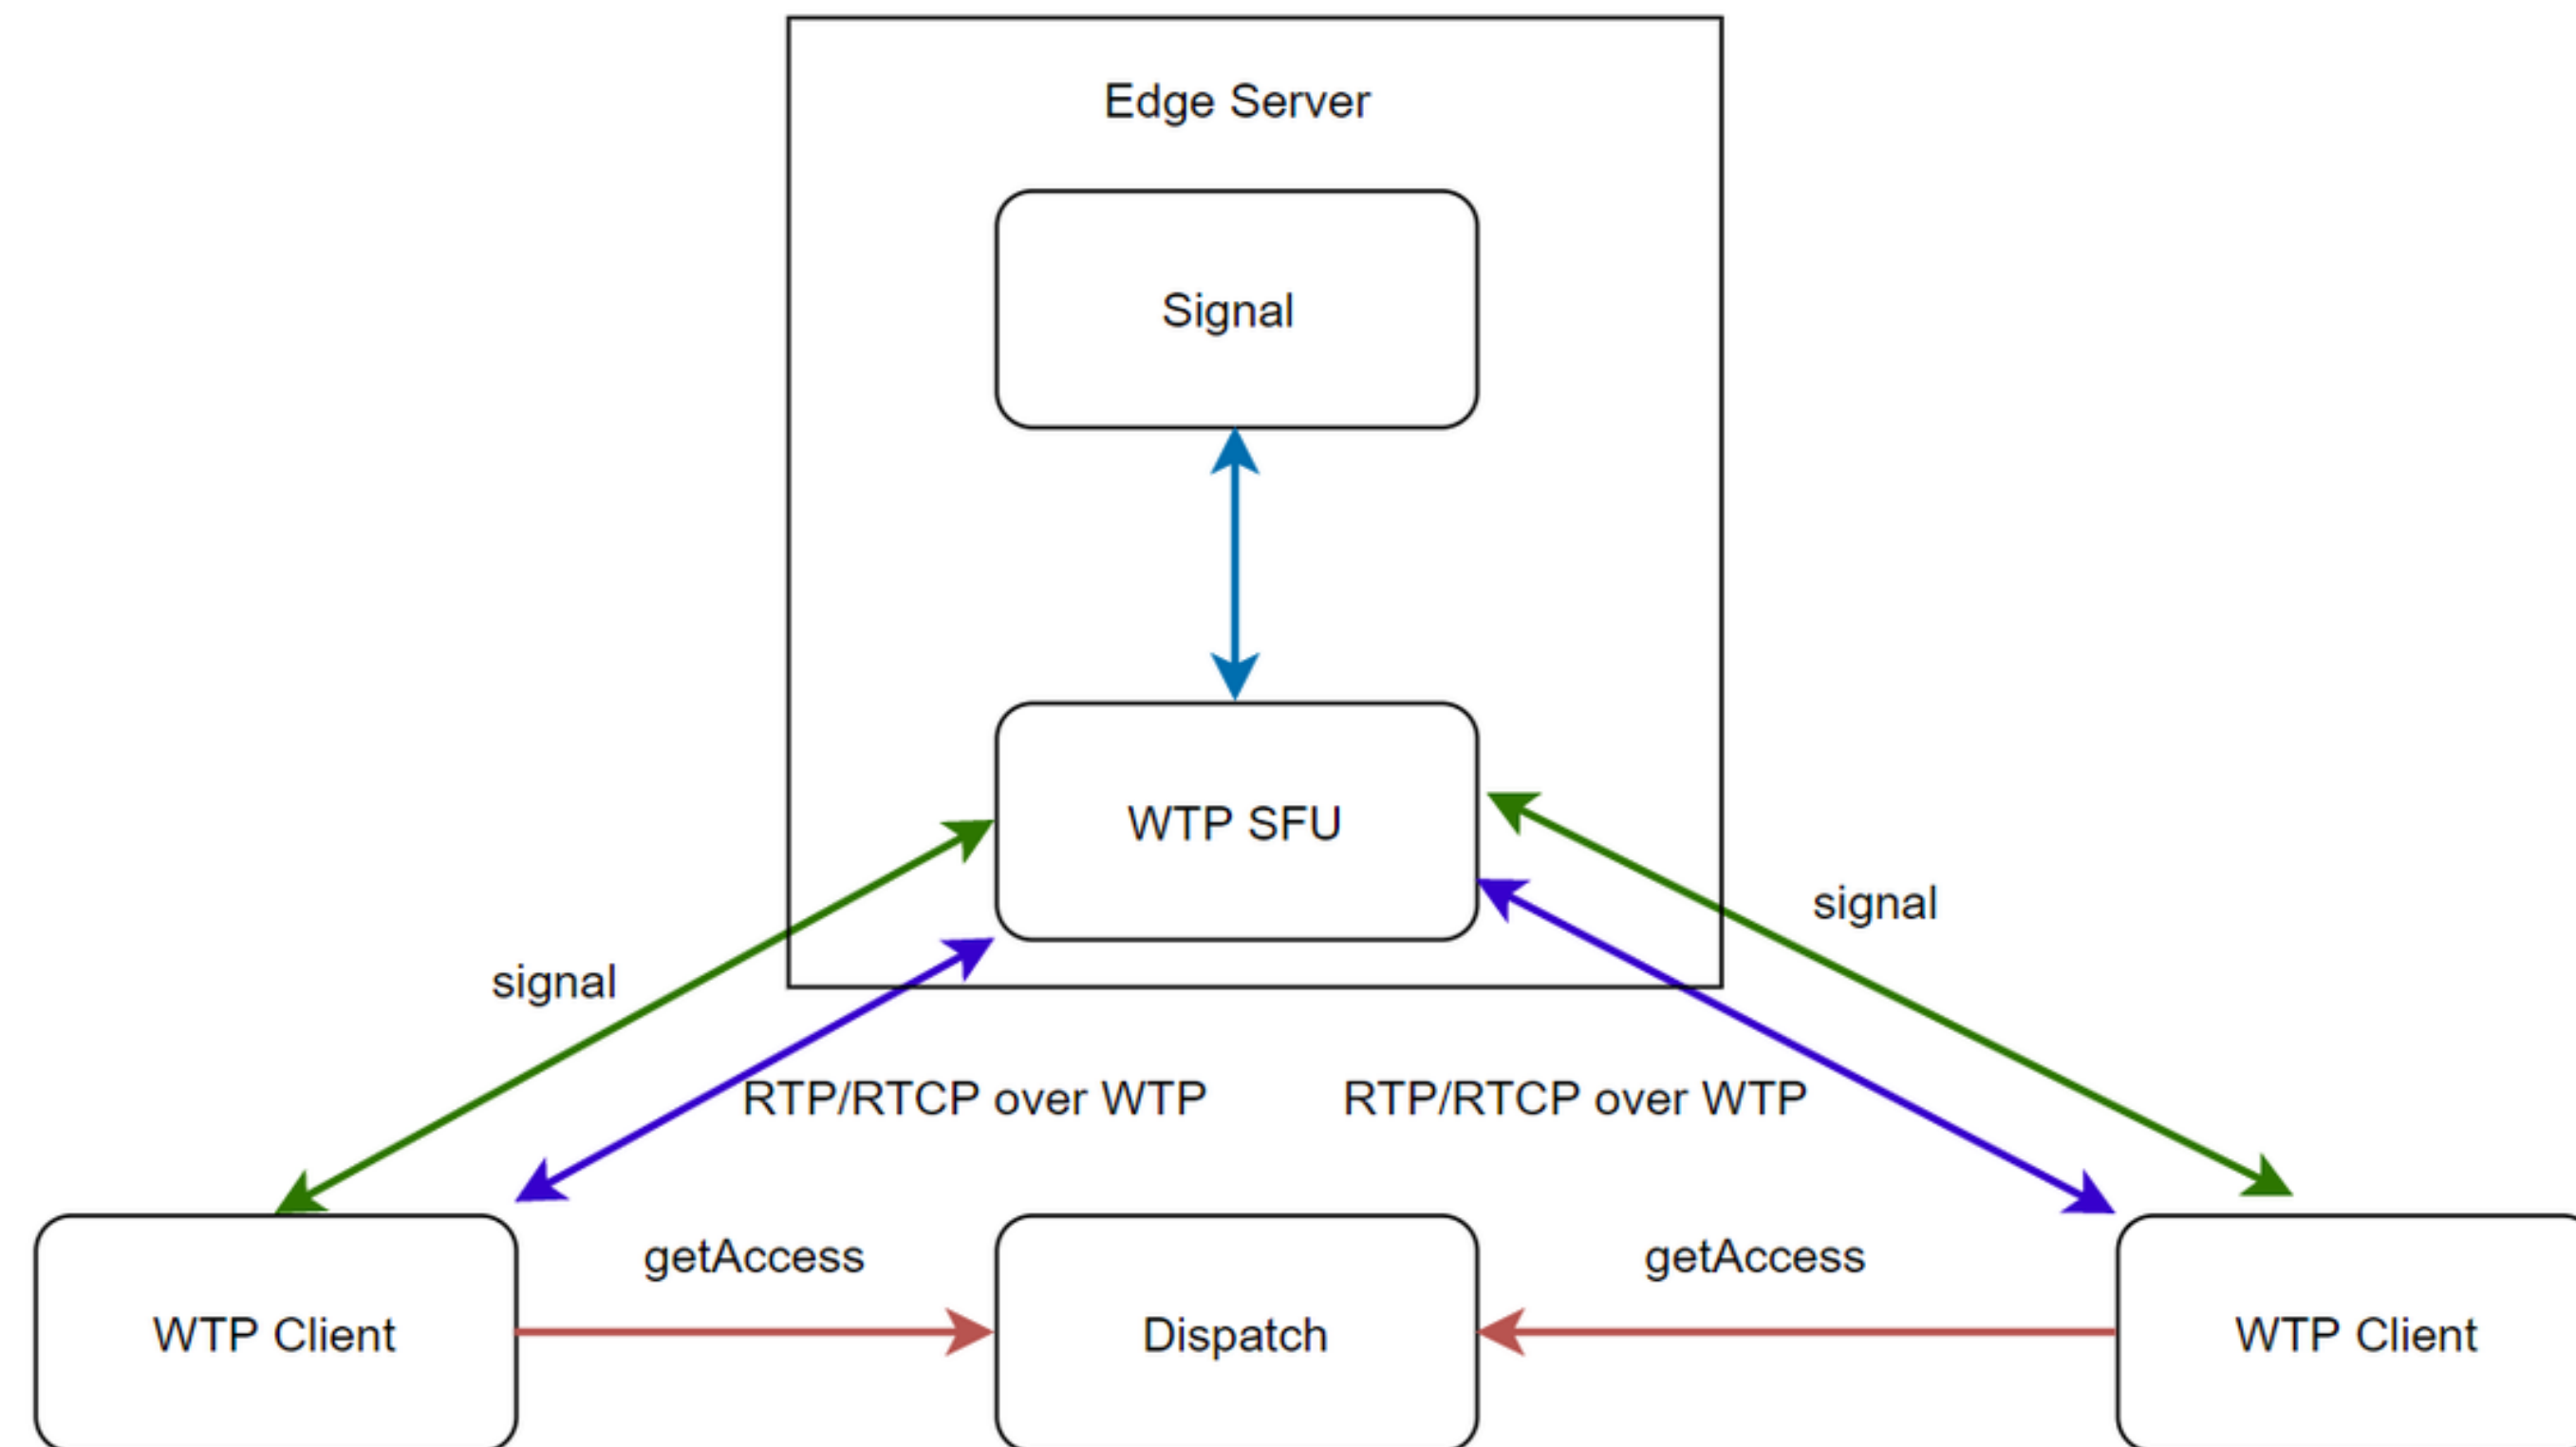 Edge Server
Signal
WTP SFU
signal
signal
RTP/RTCP over WTP
RTP/RTCP over WTP
getAccess
getAccess
WTP Client
Dispatch
WTP Client